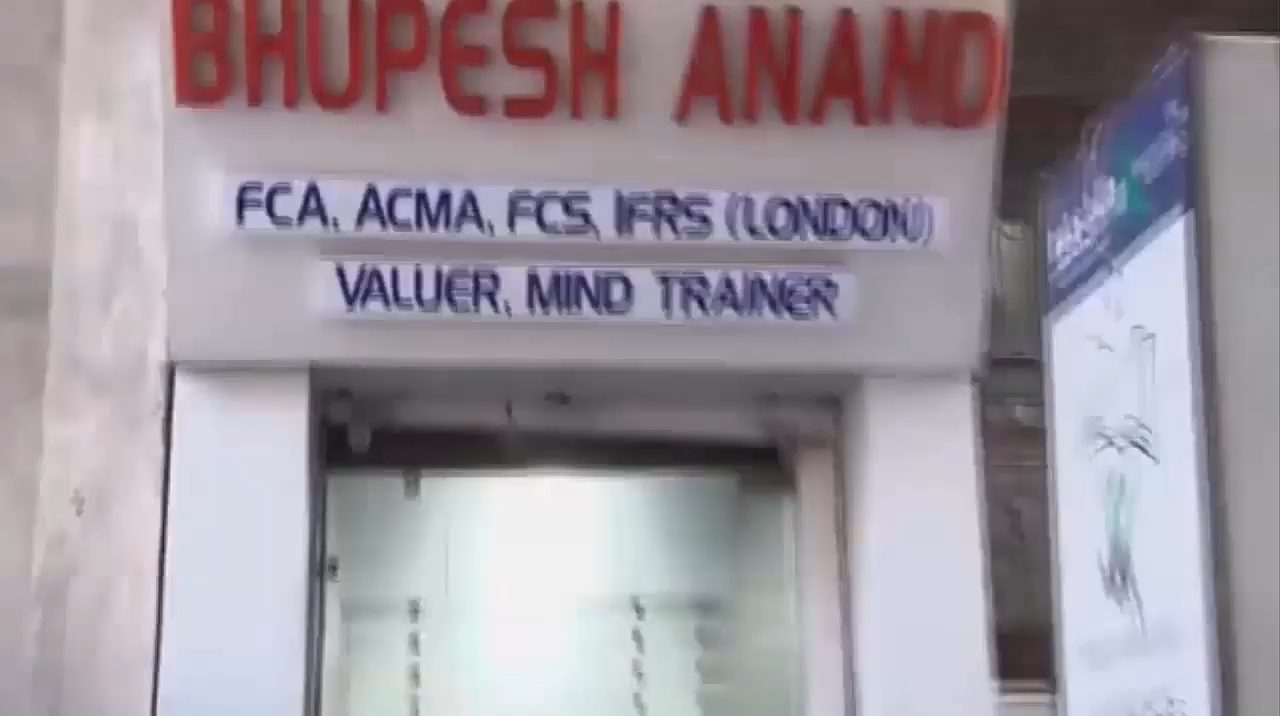 BHUPESH ANAND
FCA, ACMA, FCS, IFRS (LONDON)
VALUER, MIND TRAINER